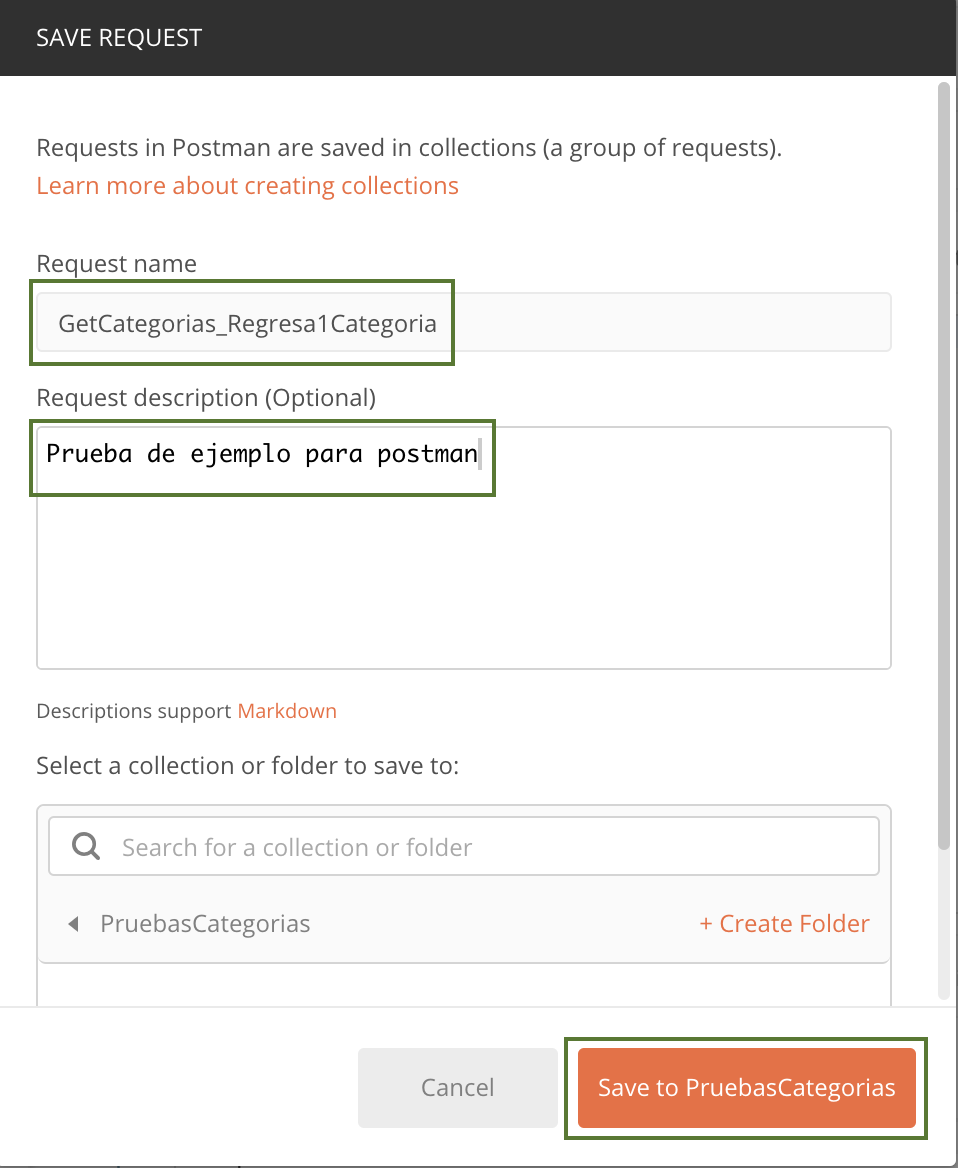 SAVE REQUEST
Requests in Postman are saved in collections (a group of requests).
Learn more about creating collections
Request name
GetCategorias_Regresa1Categoria
Request description (Optional)
Prueba de ejemplo para postman
Descriptions support Markdown
Select a collection or folder to save to:
Search for a collection or folder
PruebasCategorias + Create Folder
Cancel Save to PruebasCategorias